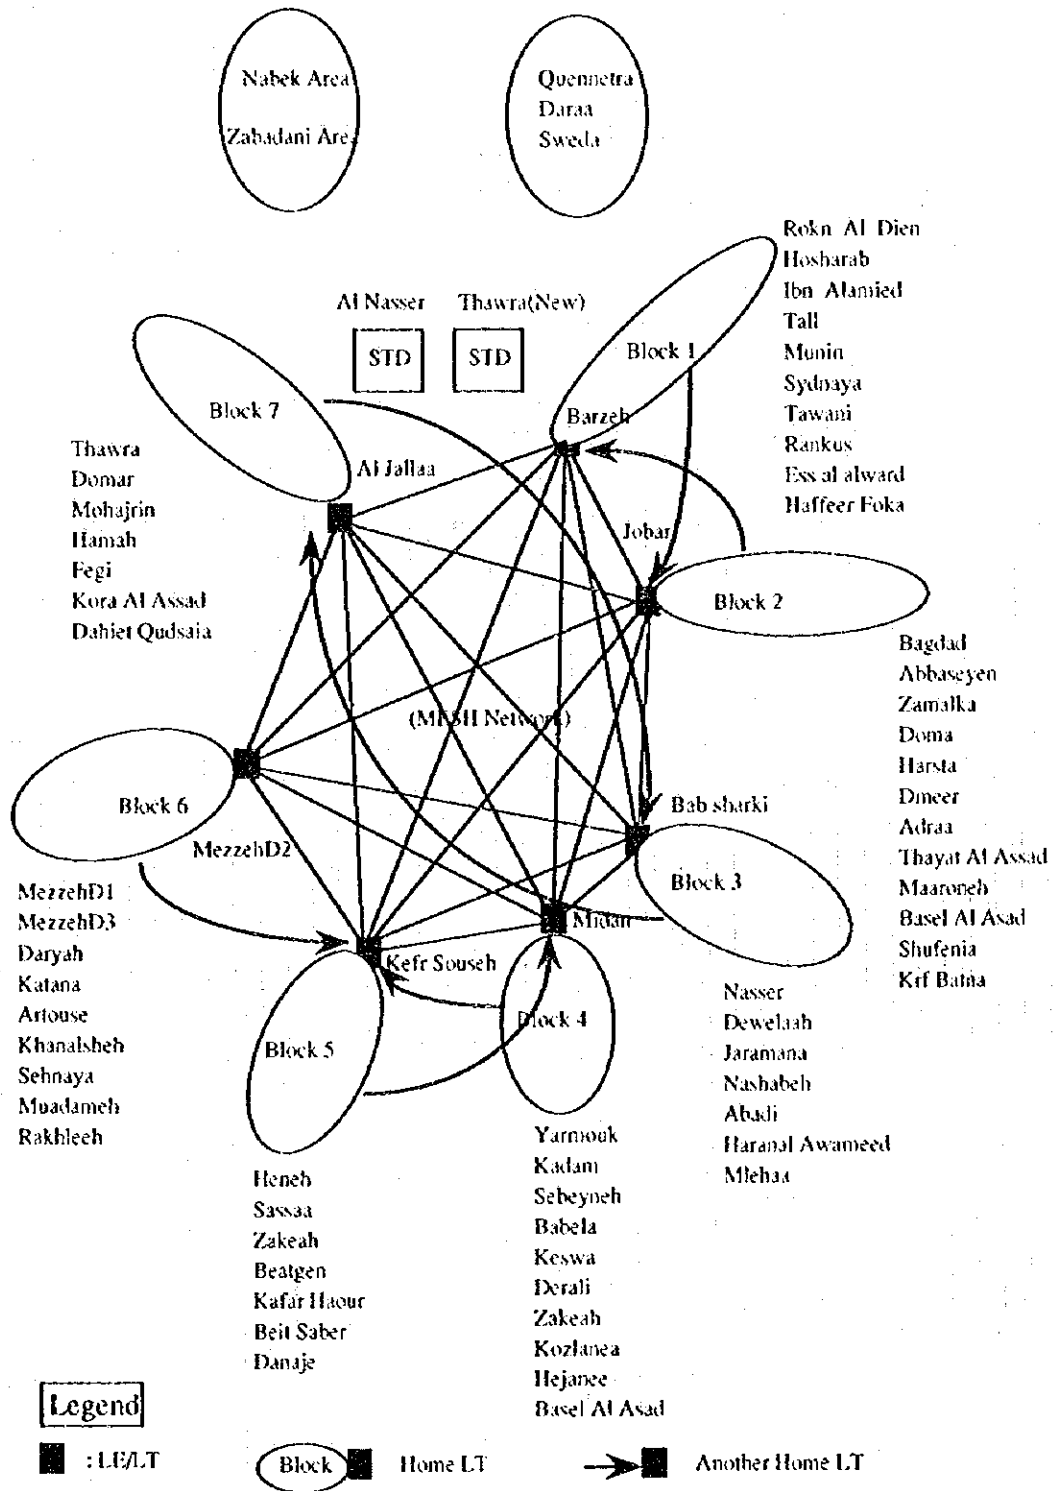 Nabek Area
Zabadani Area
Quennetra
Daraa
Sweda
Rokn Al Dien
Hosharab
Ibn Alamied
Tall
Munin
Sydnaya
Tawani
Rankus
Ess al alward
Haffeer Foka
Al Nasser
Thawra(New)
STD
STD
Block 1
Barzeh
Block 7
Al Jallaa
Thawra
Domar
Mohajrin
Hamah
Fegi
Kora Al Assad
Dahiet Qudsaia
Jobar
Block 2
Bagdad
Abbaseyen
Zamalka
Doma
Harsta
Dmeer
Adraa
Thayat Al Assad
Maaroneh
Basel Al Asad
Shufenia
Krf Batna
(MESH Network)
Block 6
MezzehD2
MezzehD1
MezzehD3
Daryah
Katana
Artouse
Khanalsheh
Sehnaya
Muadameh
Rakhleeh
Bab sharki
Block 3
Nasser
Dewelaah
Jaramana
Nashabeh
Abadi
Haranal Awameed
Mlehaa
Midan
Kefr Souseh
Block 4
Yarmouk
Kadam
Sebeyneh
Babela
Keswa
Derali
Zakeah
Kozlanea
Hejanee
Basel Al Asad
Block 5
Heneh
Sassaa
Zakeah
Beatgen
Kafar Haour
Beit Saber
Danaje
Legend
: LE/LT
Block
Home LT
Another Home LT